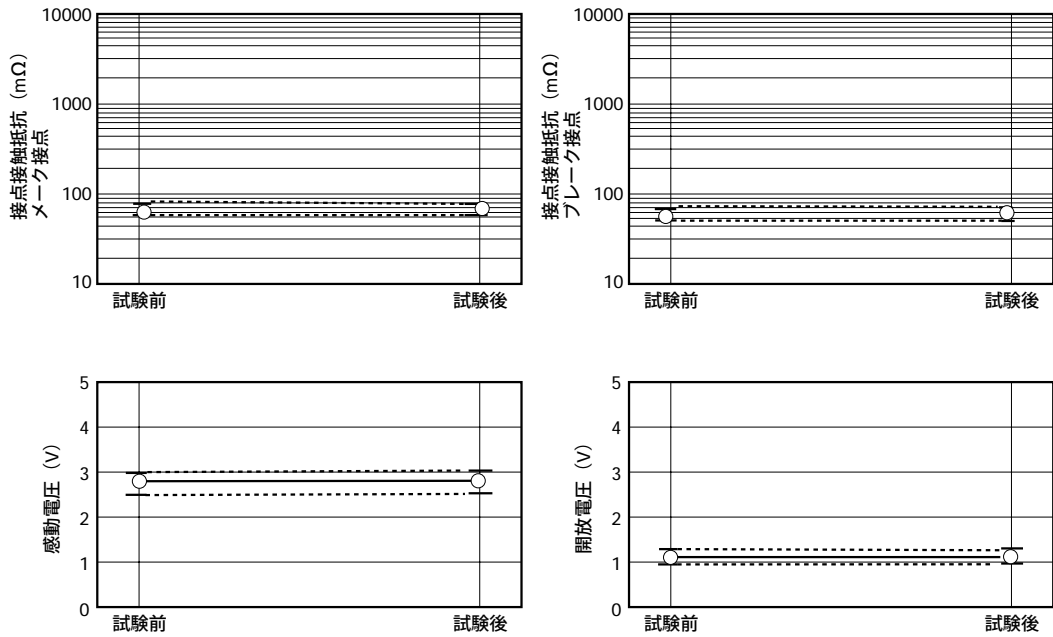 接点接触抵抗（mΩ）
メーク接点
10000
1000
100
10
試験前
試験後
接点接触抵抗（mΩ）
ブレーク接点
10000
1000
100
10
試験前
試験後
感動電圧（V）
5
4
3
2
1
0
試験前
試験後
開放電圧（V）
5
4
3
2
1
0
試験前
試験後